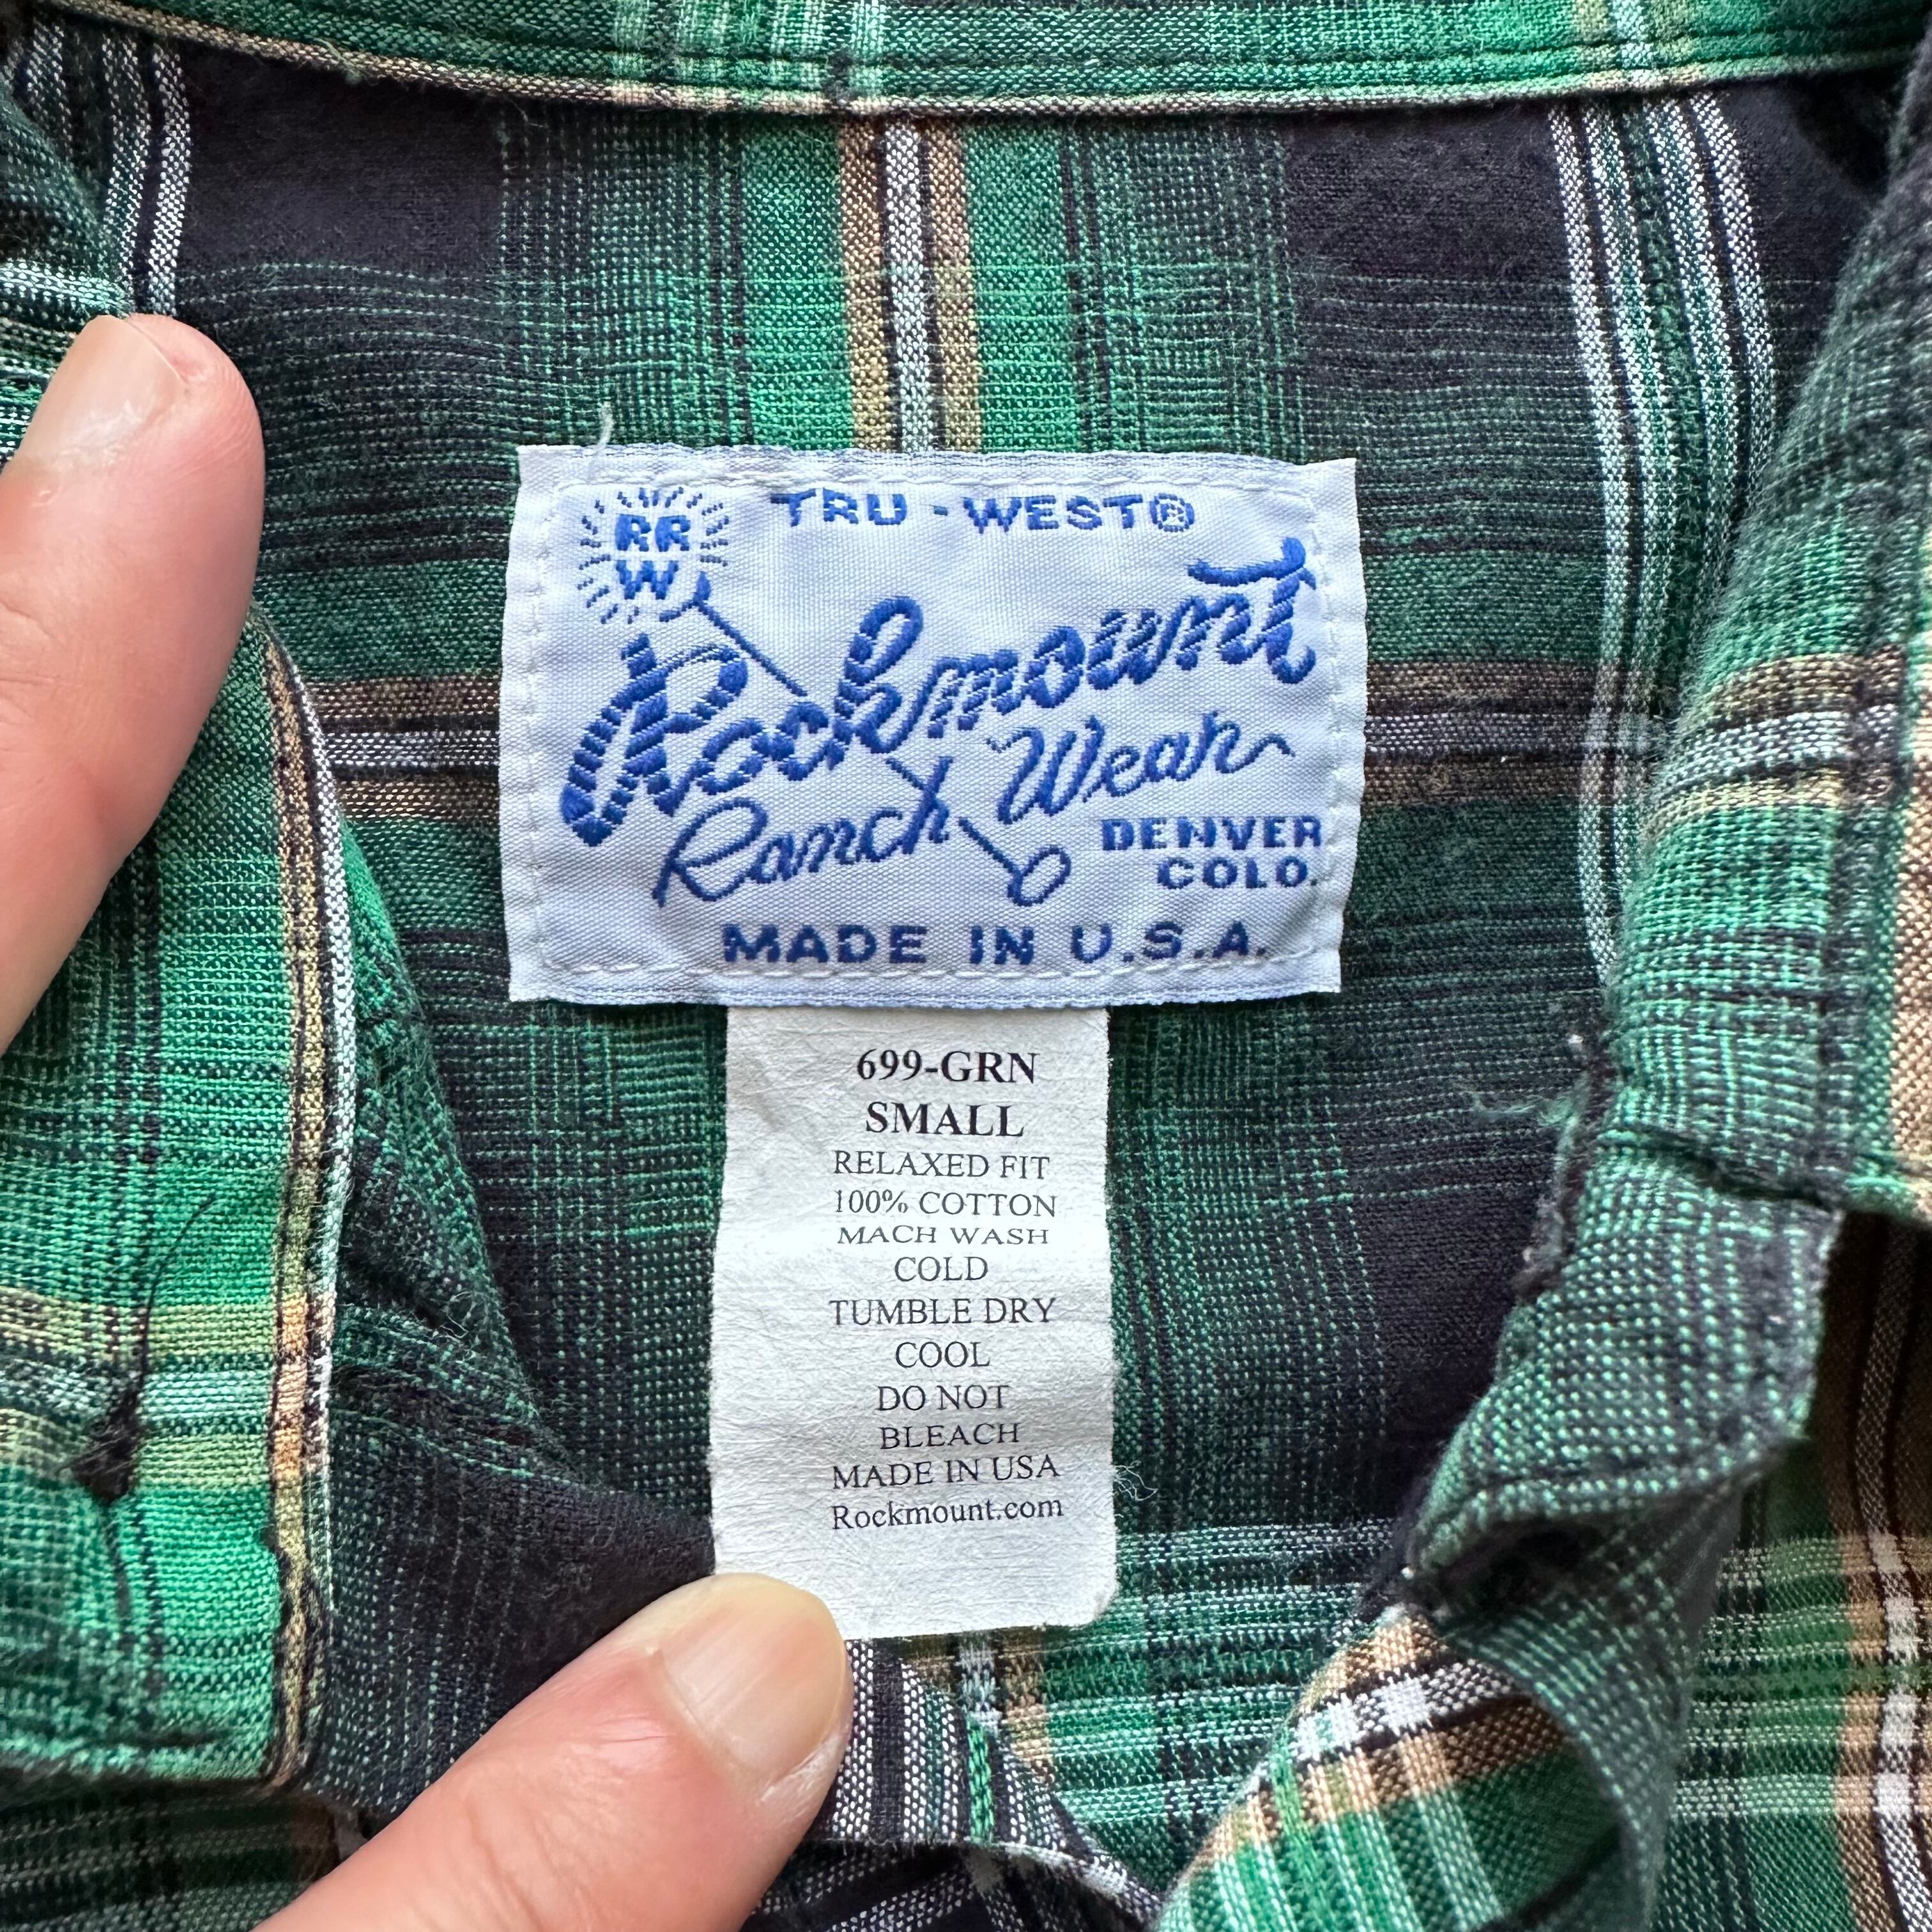 TRU-WEST®
RR
W
Rockmount
Ranch Wear
DENVER
COLO.
MADE IN U.S.A.
699-GRN
SMALL
RELAXED FIT
100% COTTON
MACH WASH
COLD
TUMBLE DRY
COOL
DO NOT
BLEACH
MADE IN USA
Rockmount.com